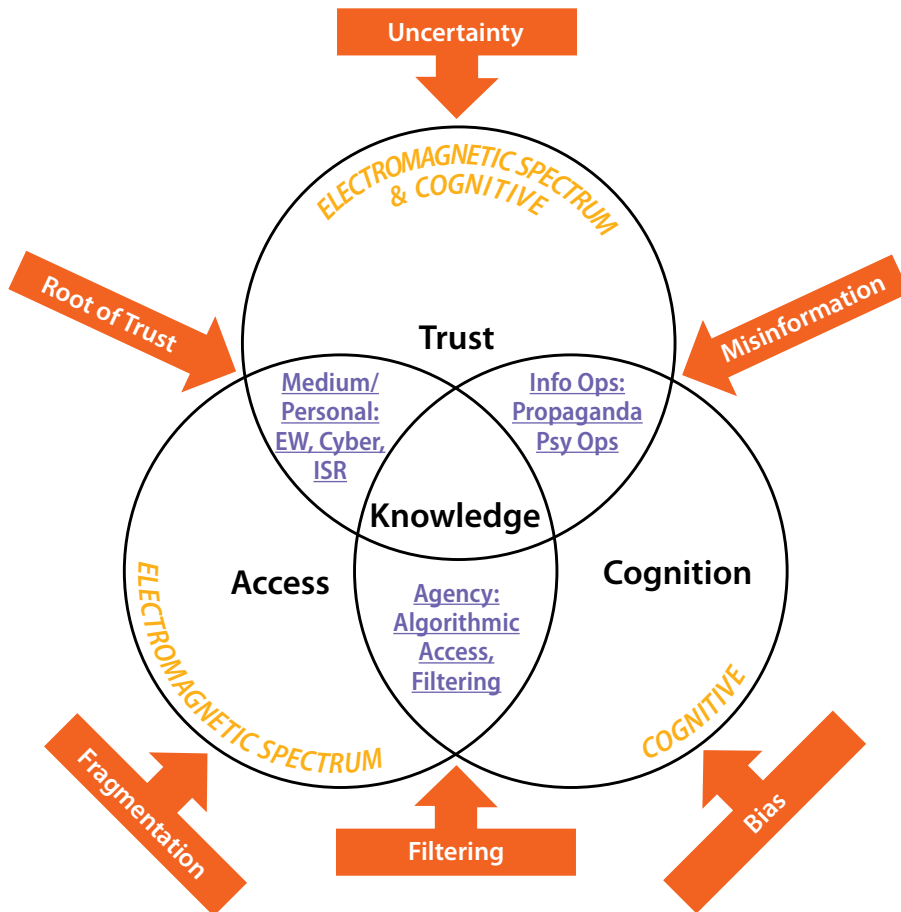 Uncertainty
ELECTROMAGNETIC SPECTRUM
& COGNITIVE
Root of Trust
Misinformation
Trust
Medium/
Personal:
EW, Cyber,
ISR
Info Ops:
Propaganda
Psy Ops
Knowledge
Access
Cognition
Agency:
Algorithmic
Access,
Filtering
ELECTROMAGNETIC SPECTRUM
COGNITIVE
Fragmentation
Filtering
Bias